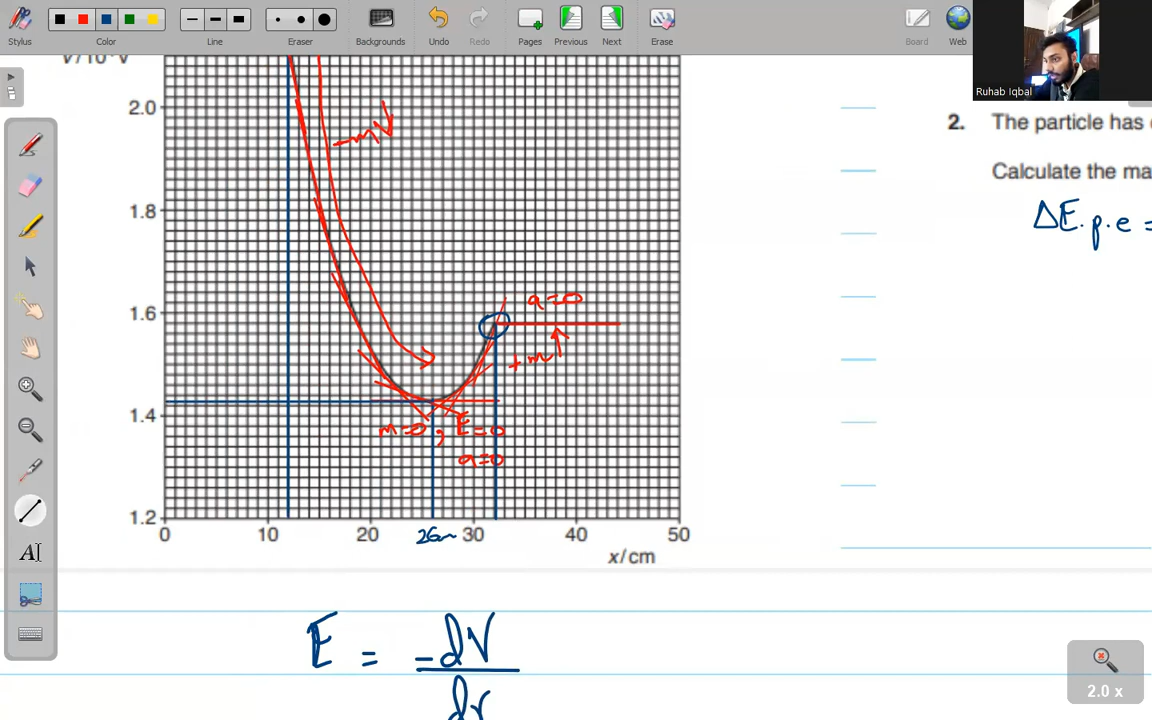 Stylus
Color
Line
Eraser
Backgrounds
Undo
Redo
Pages
Previous
Next
Erase
Board
Web
Ruhab Iqbal
2.0
1.8
1.6
1.4
1.2
0
10
20
26cm
30
40
50
x/cm
-m
a=0
+m
m=0 ; E=0
a=0
2. The particle has
Calculate the ma
ΔE.p.e =
E = -dV
dr
2.0 x